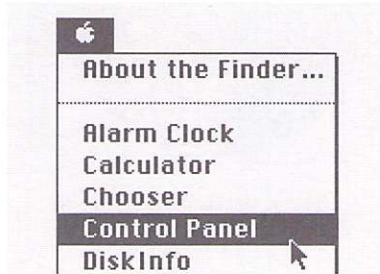 About the Finder...
Alarm Clock
Calculator
Chooser
Control Panel
DiskInfo